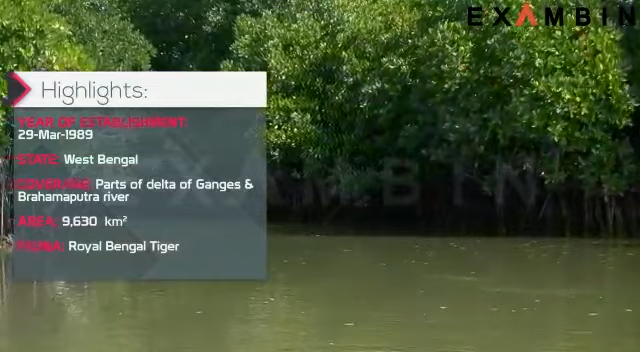 EXAMBIN
Highlights:
YEAR OF ESTABLISHMENT:
29-Mar-1989
STATE: West Bengal
COVERING: Parts of delta of Ganges &
Brahamaputra river
AREA: 9,630 km²
FAUNA: Royal Bengal Tiger
EXAMBIN